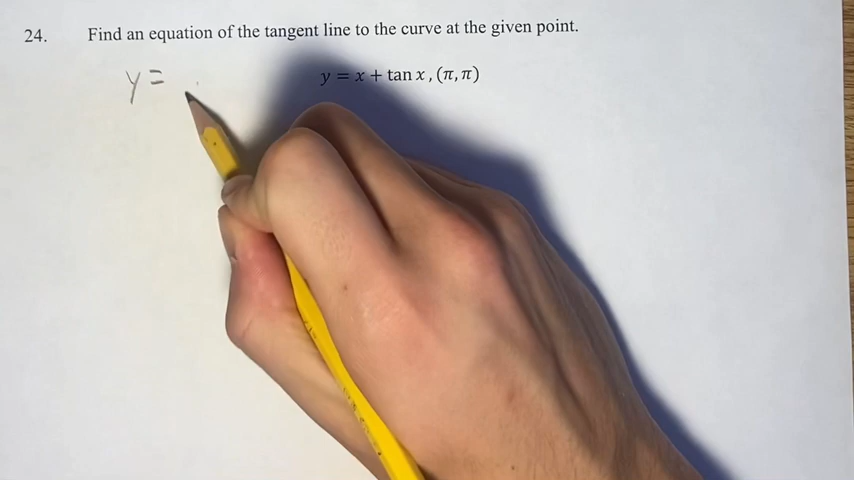 24. Find an equation of the tangent line to the curve at the given point.
y = x + tan x , (π, π)
y =